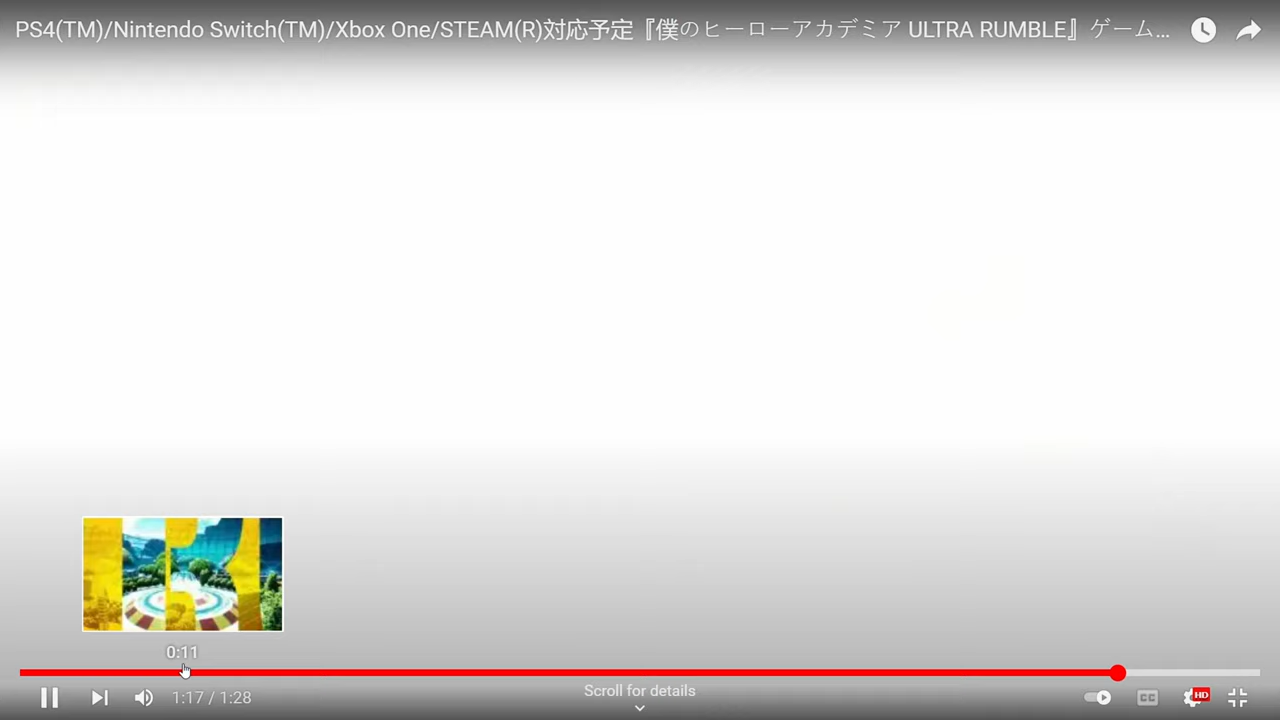 PS4(TM)/Nintendo Switch(TM)/Xbox One/STEAM(R)対応予定『僕のヒーローアカデミア ULTRA RUMBLE』ゲーム...
0:11
1:17 / 1:28
Scroll for details
CC
HD